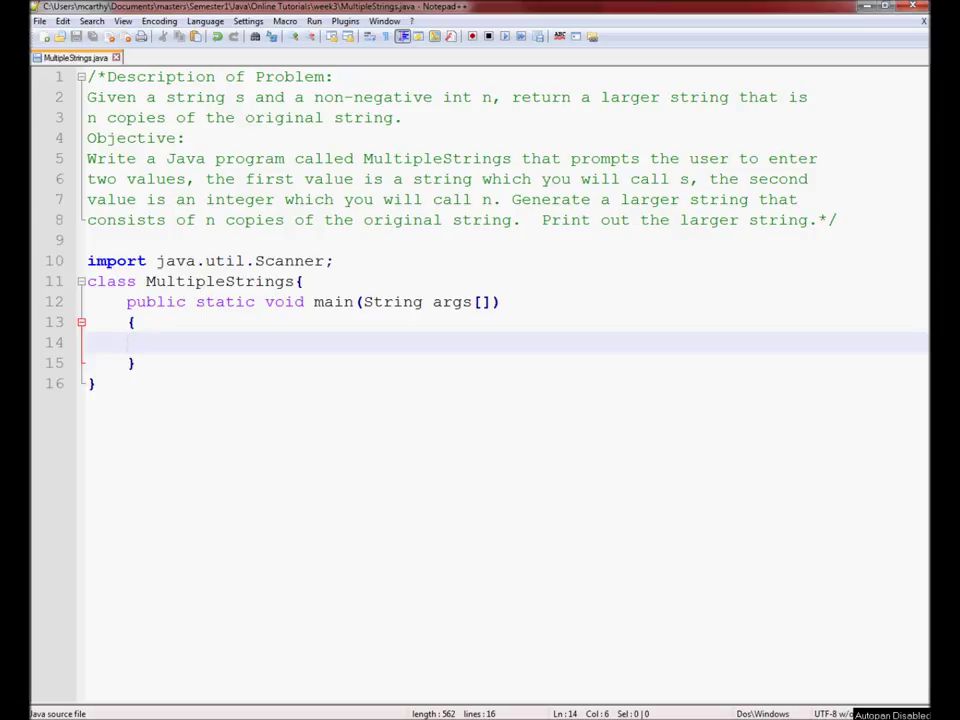 C:\Users\mcarthy\Documents\masters\Semester1\Java\Online Tutorials\week3\MultipleStrings.java - Notepad++
File Edit Search View Encoding Language Settings Macro Run Plugins Window ? X
MultipleStrings.java
1 /*Description of Problem:
2 Given a string s and a non-negative int n, return a larger string that is
3 n copies of the original string.
4 Objective:
5 Write a Java program called MultipleStrings that prompts the user to enter
6 two values, the first value is a string which you will call s, the second
7 value is an integer which you will call n. Generate a larger string that
8 consists of n copies of the original string.  Print out the larger string.*/
9
10 import java.util.Scanner;
11 class MultipleStrings{
12 public static void main(String args[])
13 {
14
15 }
16 }
Java source file length : 562 lines : 16 Ln : 14 Col : 6 Sel : 0 | 0 Dos\Windows UTF-8 w/o
Autopan Disabled